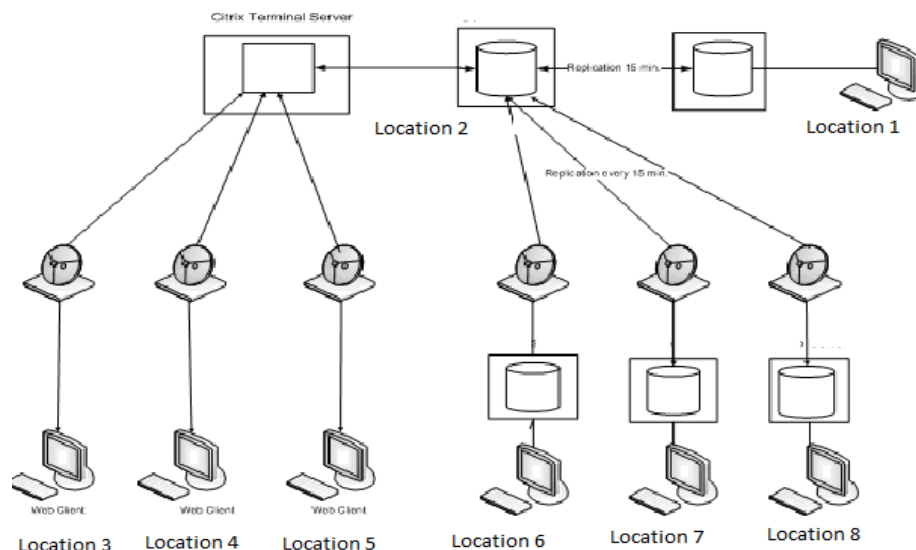 Citrix Terminal Server
Replication 15 min.
Location 2
Location 1
Replication every 15 min.
Web Client
Web Client
Web Client
Location 3
Location 4
Location 5
Location 6
Location 7
Location 8